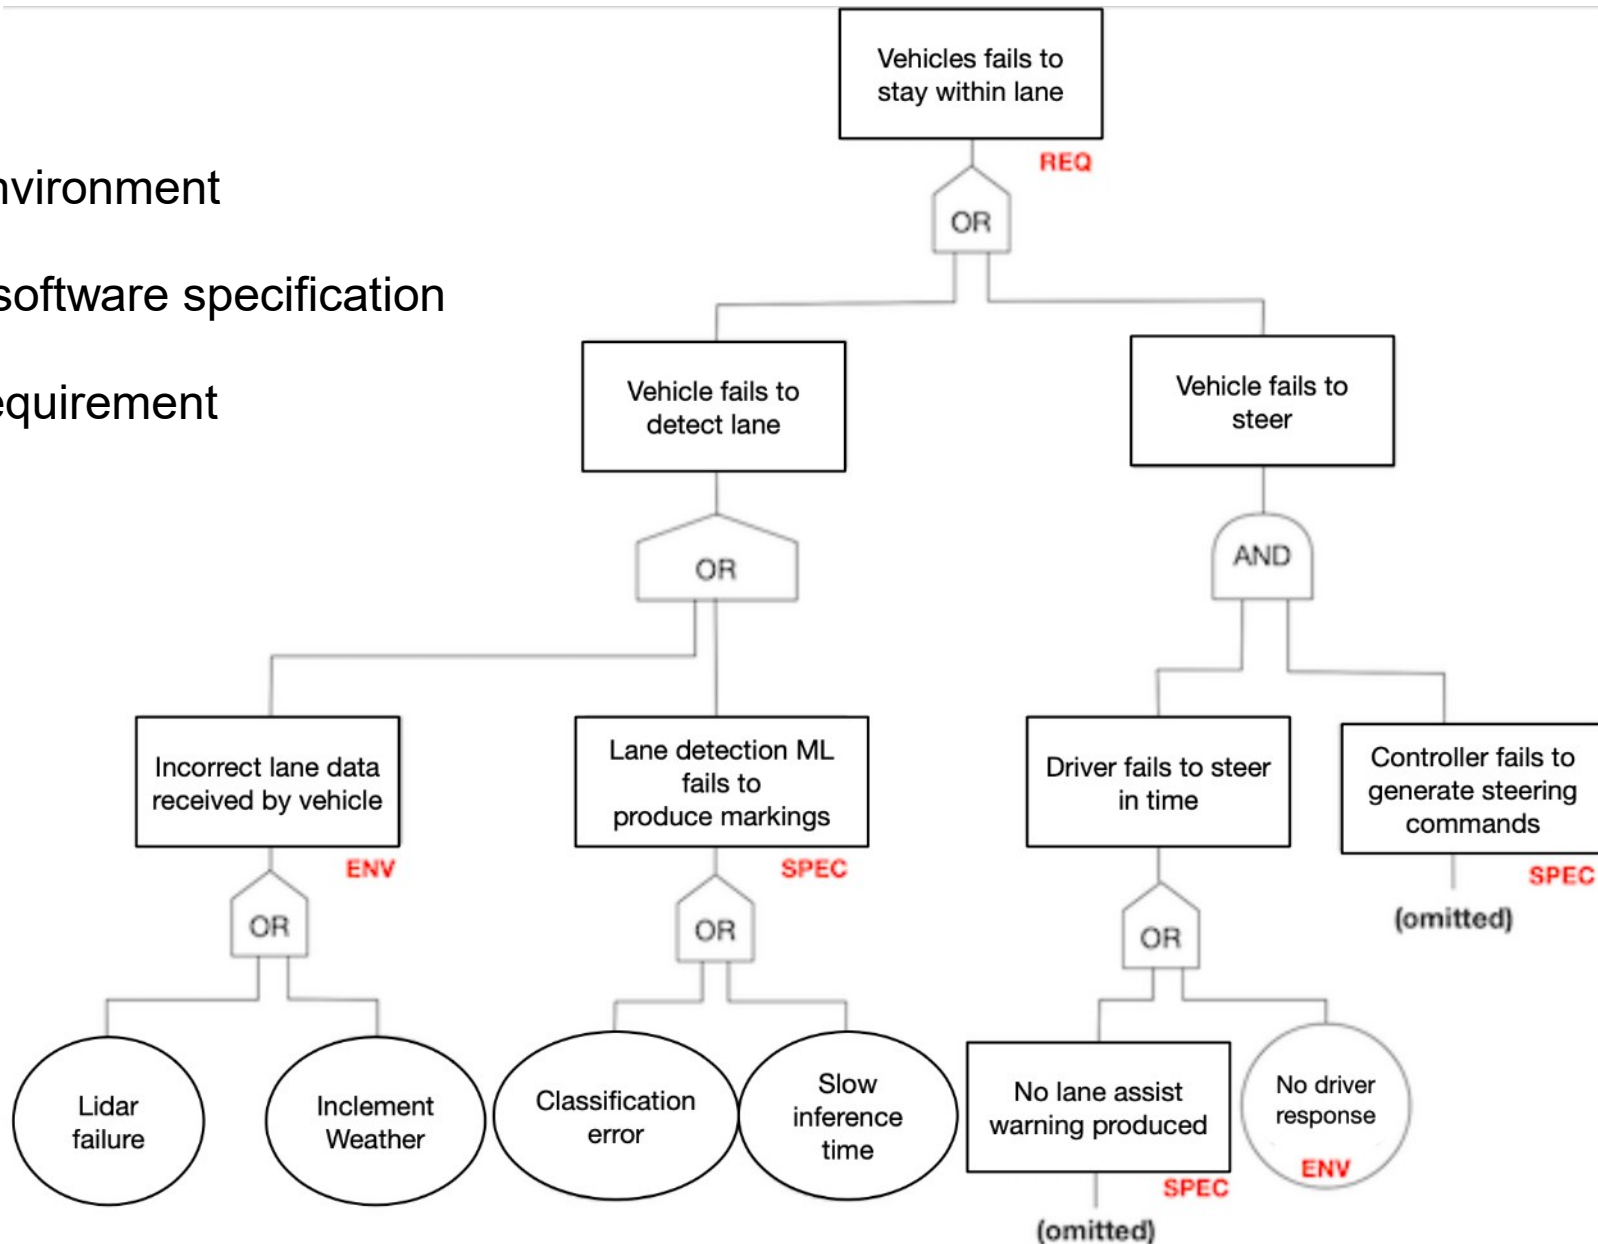 Vehicles fails to
stay within lane
REQ
nvironment
OR
software specification
equirement
Vehicle fails to
detect lane
Vehicle fails to
steer
OR
AND
Incorrect lane data
received by vehicle
ENV
Lane detection ML
fails to
produce markings
SPEC
Driver fails to steer
in time
Controller fails to
generate steering
commands
SPEC
(omitted)
OR
OR
OR
Lidar
failure
Inclement
Weather
Classification
error
Slow
inference
time
No lane assist
warning produced
SPEC
(omitted)
No driver
response
ENV